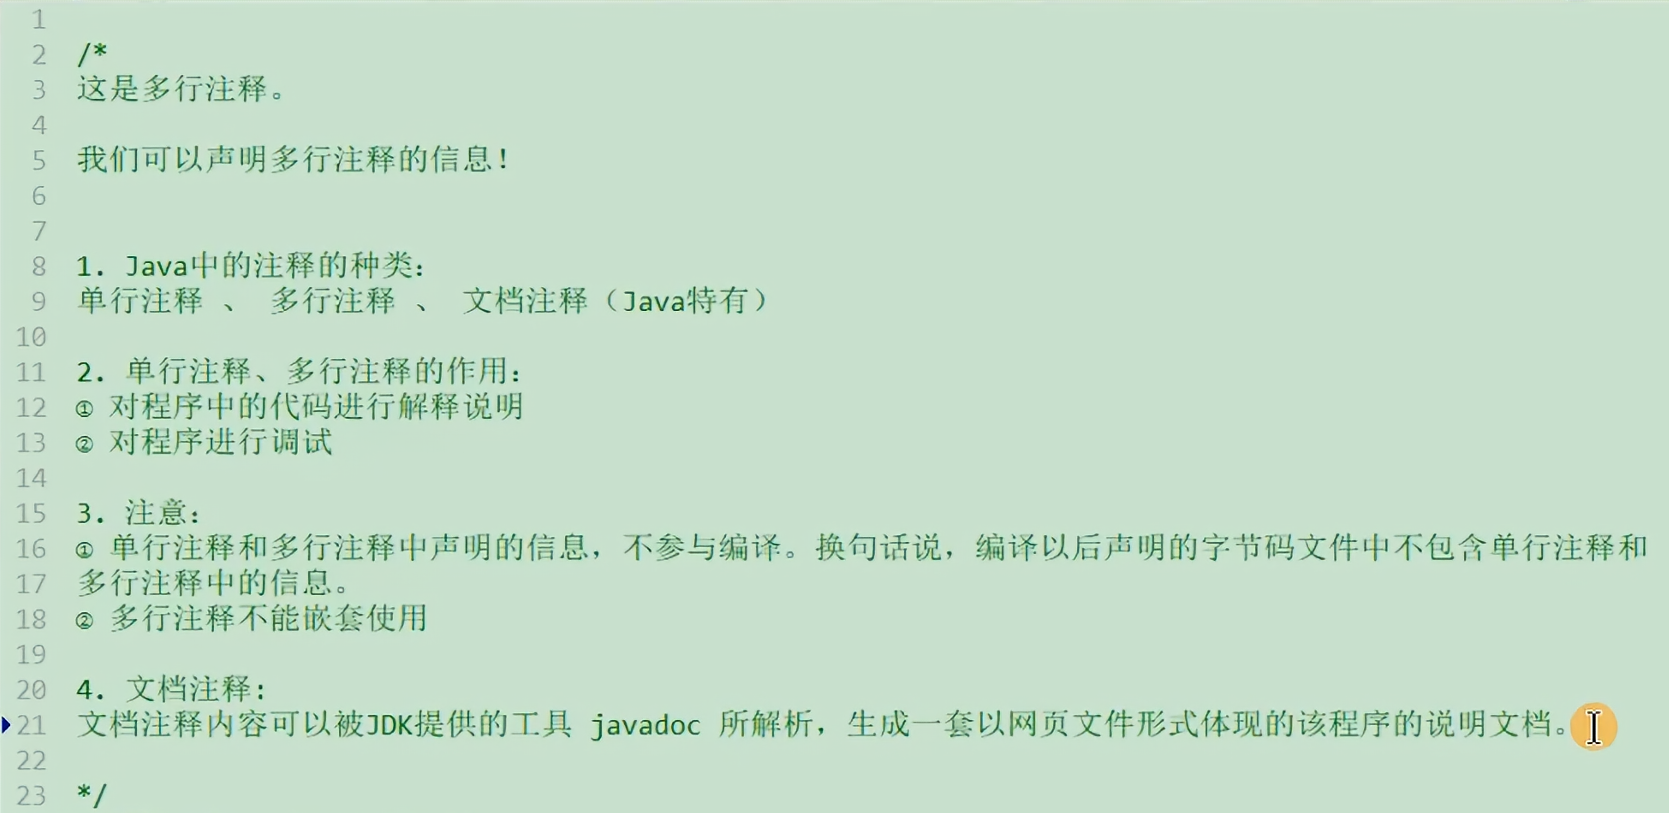 1
2 /*
3 这是多行注释。
4
5 我们可以声明多行注释的信息！
6
7
8 1. Java中的注释的种类：
9 单行注释 、 多行注释 、 文档注释（Java特有）
10
11 2. 单行注释、多行注释的作用：
12 ① 对程序中的代码进行解释说明
13 ② 对程序进行调试
14
15 3. 注意：
16 ① 单行注释和多行注释中声明的信息，不参与编译。换句话说，编译以后声明的字节码文件中不包含单行注释和
17 多行注释中的信息。
18 ② 多行注释不能嵌套使用
19
20 4. 文档注释：
21 文档注释内容可以被JDK提供的工具 javadoc 所解析，生成一套以网页文件形式体现的该程序的说明文档。
22
23 */